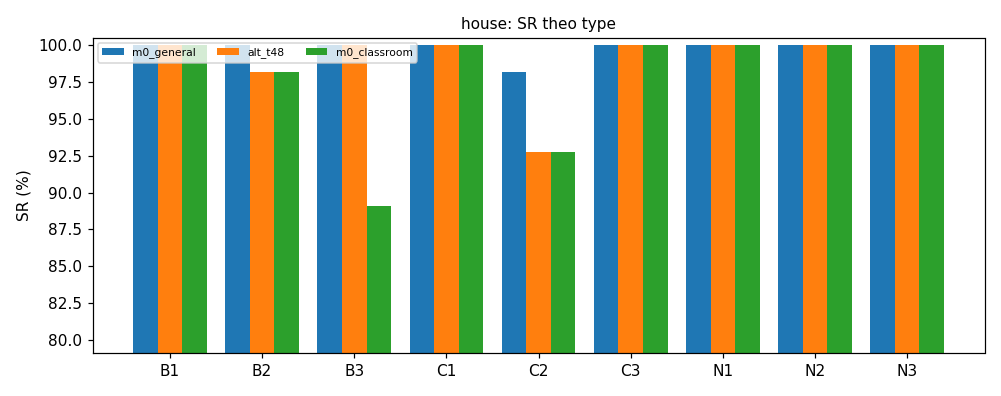 house: SR theo type
m0_general alt_t48 m0_classroom
SR (%)
100.0
97.5
95.0
92.5
90.0
87.5
85.0
82.5
80.0
B1 B2 B3 C1 C2 C3 N1 N2 N3